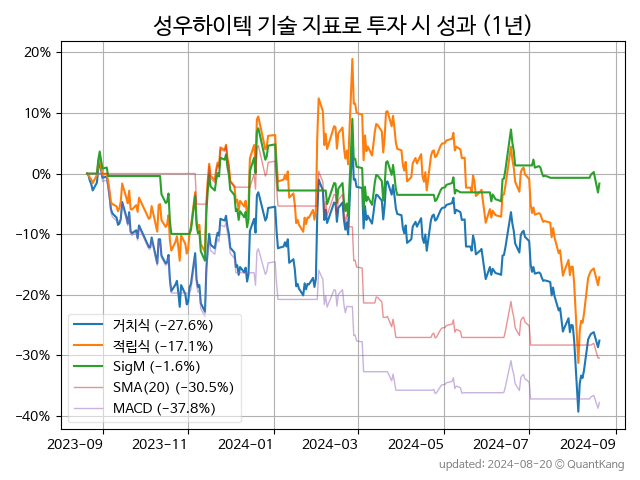 성우하이텍 기술 지표로 투자 시 성과 (1년)
20%
10%
0%
−10%
−20%
−30%
−40%
거치식 (−27.6%)
적립식 (−17.1%)
SigM (−1.6%)
SMA(20) (−30.5%)
MACD (−37.8%)
2023−09 2023−11 2024−01 2024−03 2024−05 2024−07 2024−09
updated: 2024−08−20 © QuantKang